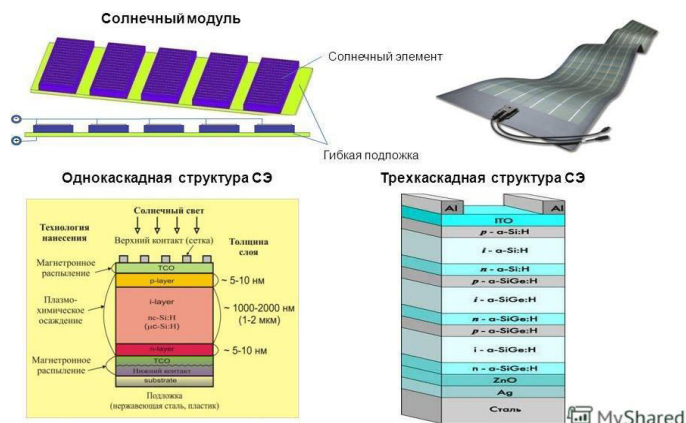 Солнечный модуль
Солнечный элемент
Гибкая подложка
Однокаскадная структура СЭ
Технология
нанесения
Солнечный свет
Верхний контакт (сетка)
Толщина
слоя
Магнетронное
распыление
TCO
p-layer
~ 5-10 нм
Плазмо-
химическое
осаждение
i-layer
nc-Si:H
(µc-Si:H)
~ 1000-2000 нм
(1-2 мкм)
n-layer
~ 5-10 нм
Магнетронное
распыление
TCO
Нижний контакт
substrate
Подложка
(нержавеющая сталь, пластик)
Трехкаскадная структура СЭ
Al
Al
ITO
p - a-Si:H
i - a-Si:H
n - a-Si:H
p - a-SiGe:H
i - a-SiGe:H
n - a-SiGe:H
p - a-SiGe:H
i - a-SiGe:H
n - a-SiGe:H
ZnO
Ag
Сталь
MyShared